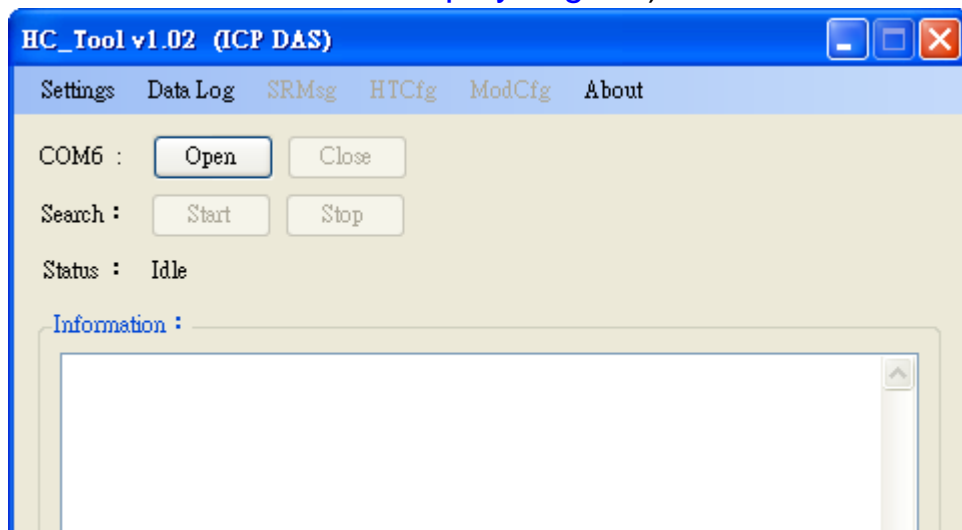 HC_Tool v1.02 (ICP DAS)
Settings Data Log SRMsg HTCfg ModCfg About
COM6 : Open Close
Search： Start Stop
Status ： Idle
Information：